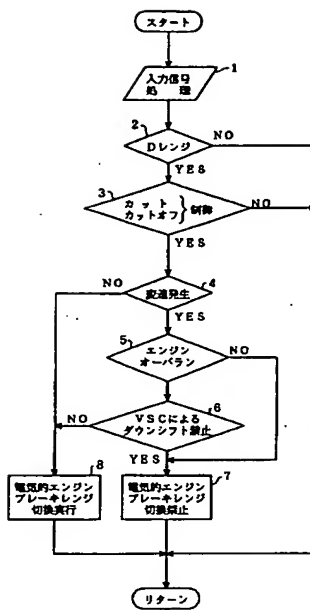 スタート
1
入力信号
処 理
2
Dレンジ
NO
YES
3
カット
カットオフ } 制御
NO
YES
NO
変速発生
4
YES
5
エンジン
オーバラン
NO
6
VSCによる
ダウンシフト禁止
NO
YES
8
電気的エンジン
ブレーキレンジ
切換実行
7
電気的エンジン
ブレーキレンジ
切換禁止
リターン